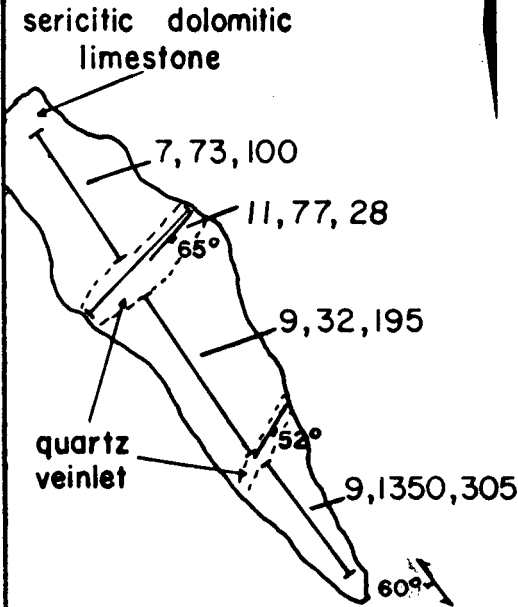 sericitic dolomitic
limestone
7, 73, 100
11, 77, 28
65°
9, 32, 195
52°
quartz
veinlet
9, 1350, 305
60°